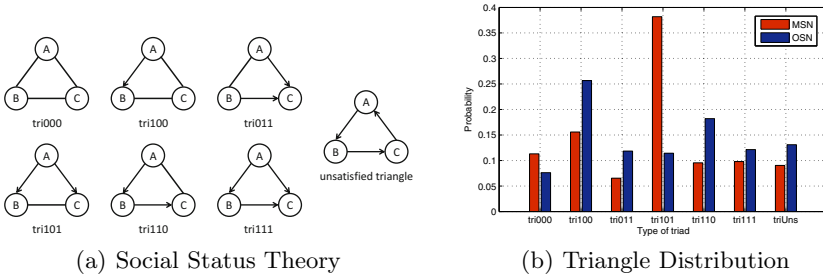 A
B
C
tri000
A
B
C
tri100
A
B
C
tri011
A
B
C
tri101
A
B
C
tri110
A
B
C
tri111
A
B
C
unsatisfied triangle
(a) Social Status Theory
0.4
0.35
0.3
0.25
0.2
0.15
0.1
0.05
0
Probability
MSN
OSN
tri000 tri100 tri011 tri101 tri110 tri111 triUns
Type of triad
(b) Triangle Distribution